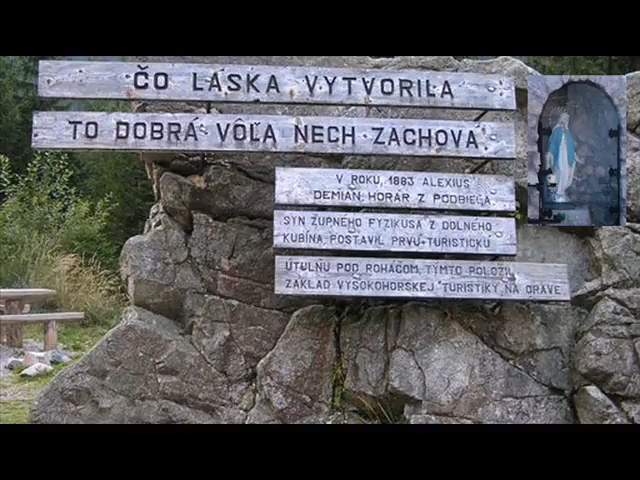 ČO LÁSKA VYTVORILA
TO DOBRÁ VÔĽA NECH ZACHOVÁ.
V ROKU 1883 ALEXIUS
DEMIAN, HORÁR Z PODBIEĽA,
SYN ŽUPNÉHO FYZIKUSA Z DOLNÉHO
KUBÍNA, POSTAVIL PRVÚ TURISTICKÚ
ÚTULŇU POD ROHÁČOM. TÝMTO POLOŽIL
ZÁKLAD VYSOKOHORSKEJ TURISTIKY NA ORAVE.